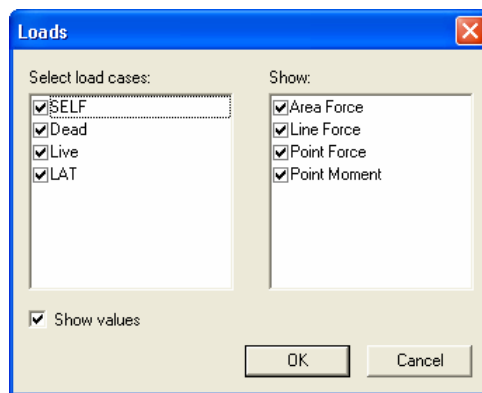 Loads
Select load cases:
SELF
Dead
Live
LAT
Show:
Area Force
Line Force
Point Force
Point Moment
Show values
OK
Cancel